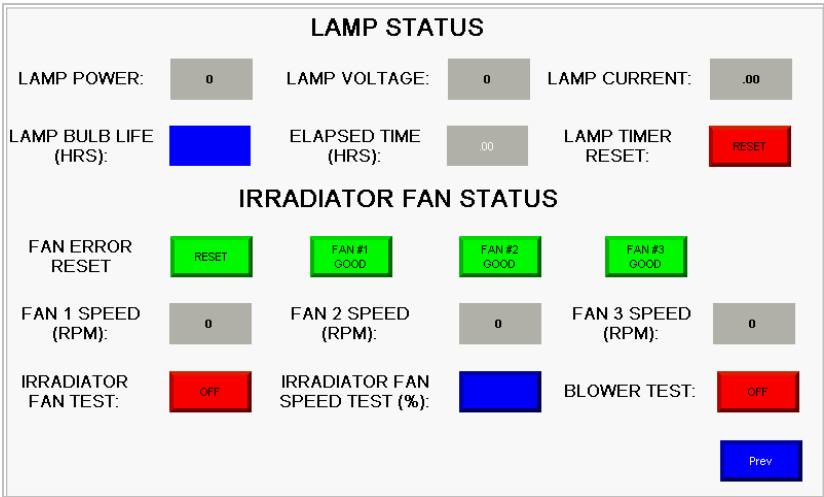 LAMP STATUS
LAMP POWER: 0 LAMP VOLTAGE: 0 LAMP CURRENT: .00
LAMP BULB LIFE (HRS): ELAPSED TIME (HRS): .00 LAMP TIMER RESET: RESET
IRRADIATOR FAN STATUS
FAN ERROR RESET RESET FAN #1 GOOD FAN #2 GOOD FAN #3 GOOD
FAN 1 SPEED (RPM): 0 FAN 2 SPEED (RPM): 0 FAN 3 SPEED (RPM): 0
IRRADIATOR FAN TEST: OFF IRRADIATOR FAN SPEED TEST (%): BLOWER TEST: OFF
Prev